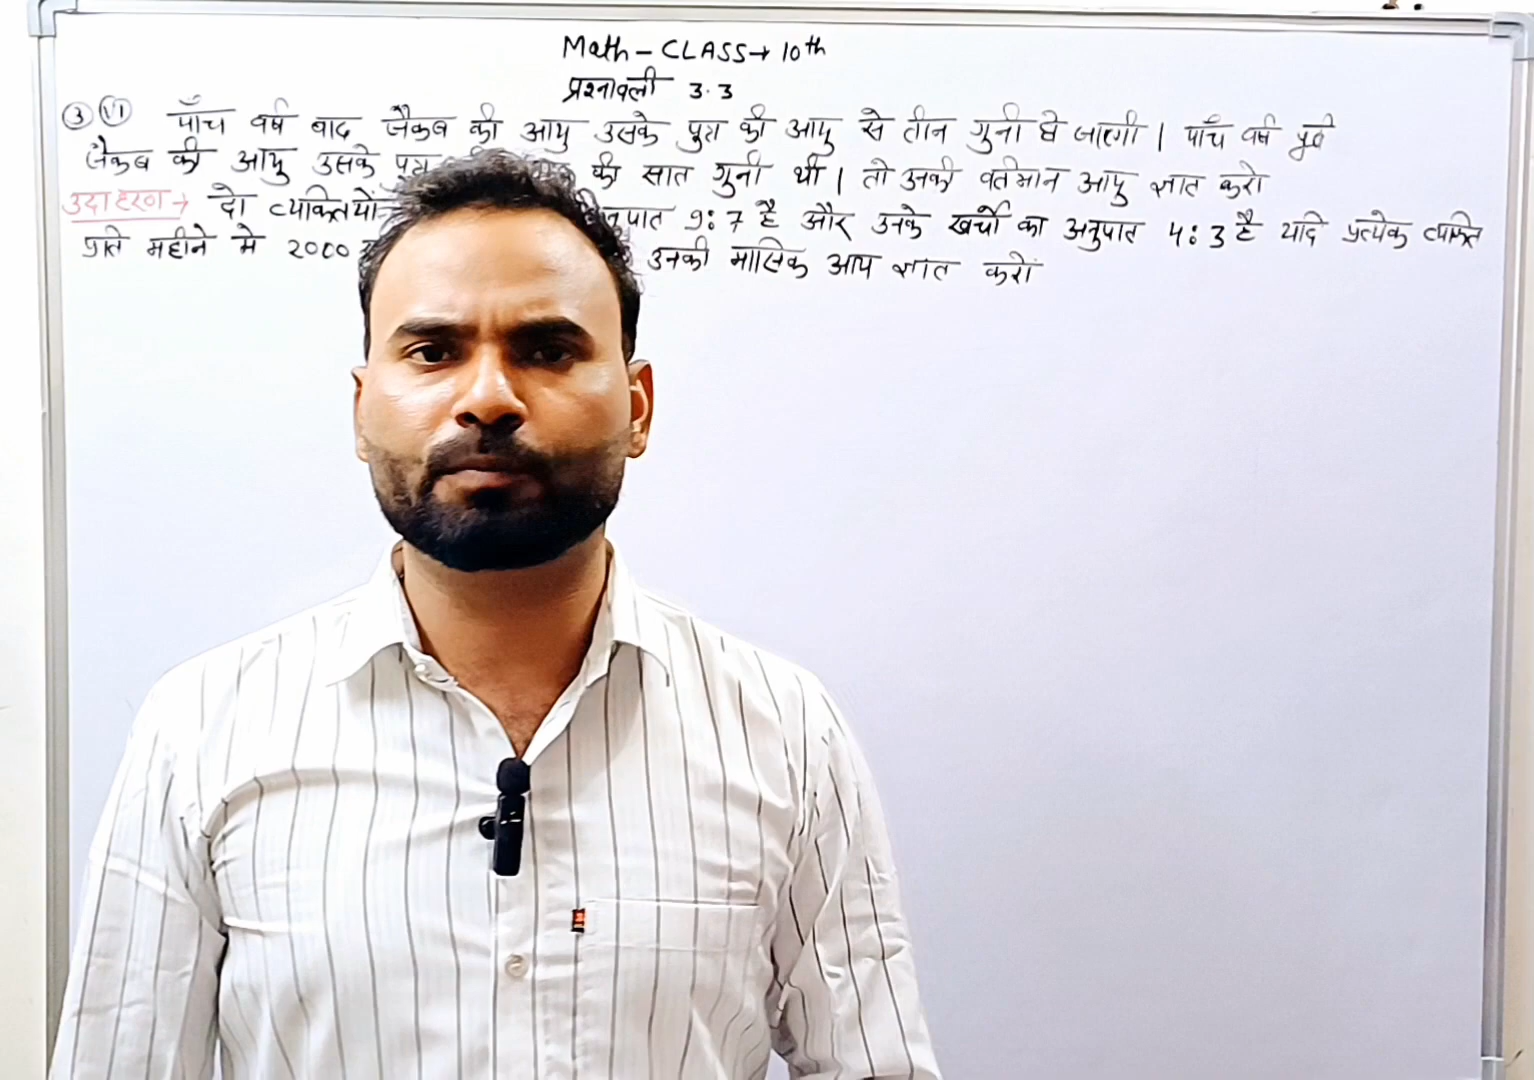 Math - CLASS → 10th
प्रश्नावली 3.3
③ (VI) पाँच वर्ष बाद जैकब की आयु उसके पुत्र की आयु से तीन गुनी हो जाएगी । पाँच वर्ष पूर्व
जैकब की आयु उसके पुत्र की सात गुनी थी । तो उनकी वर्तमान आयु ज्ञात करो
उदाहरण → दो व्यक्तियों 9:7 है और उनके खर्चों का अनुपात 4:3 है यदि प्रत्येक व्यक्ति
प्रति महीने मे 2000 उनकी मासिक आय ज्ञात करों